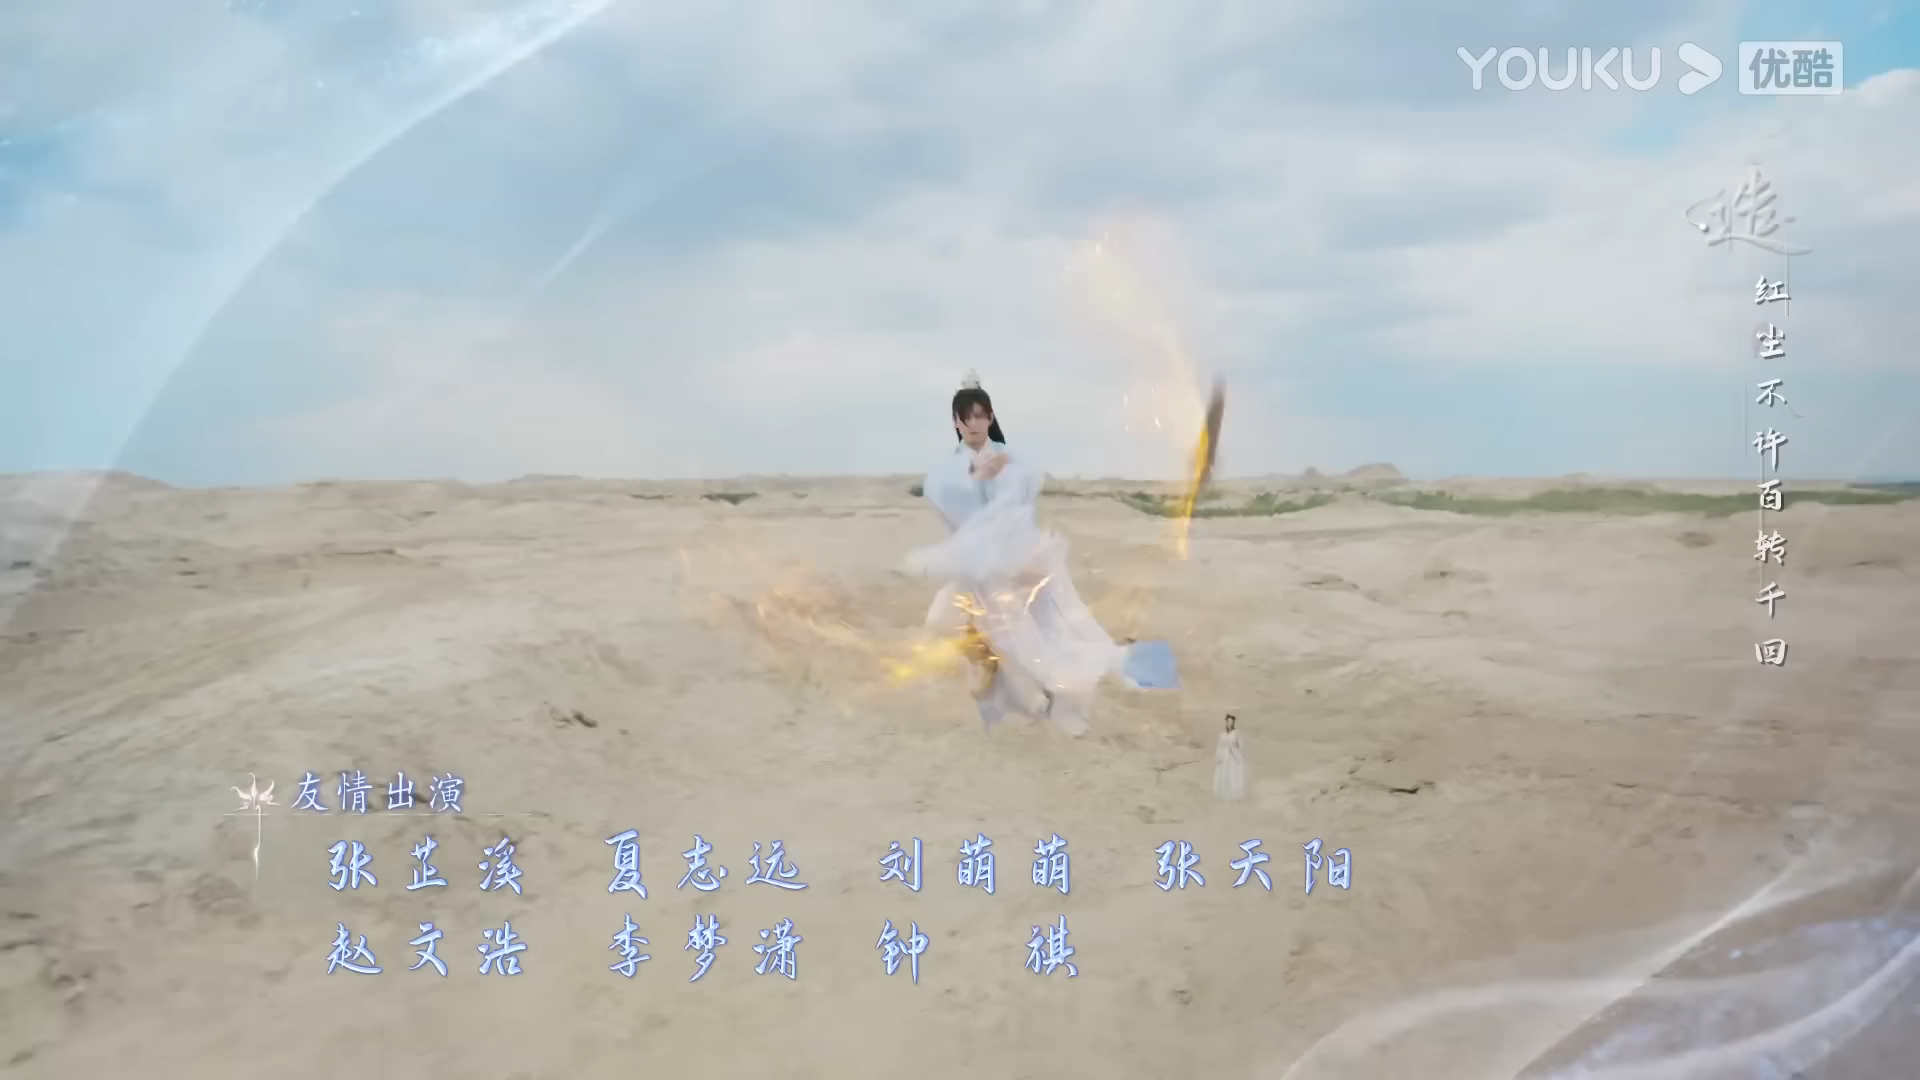 YOUKU 优酷
造
红尘不许百转千回
友情出演
张芷溪 夏志远 刘萌萌 张天阳
赵文浩 李梦潇 钟祺